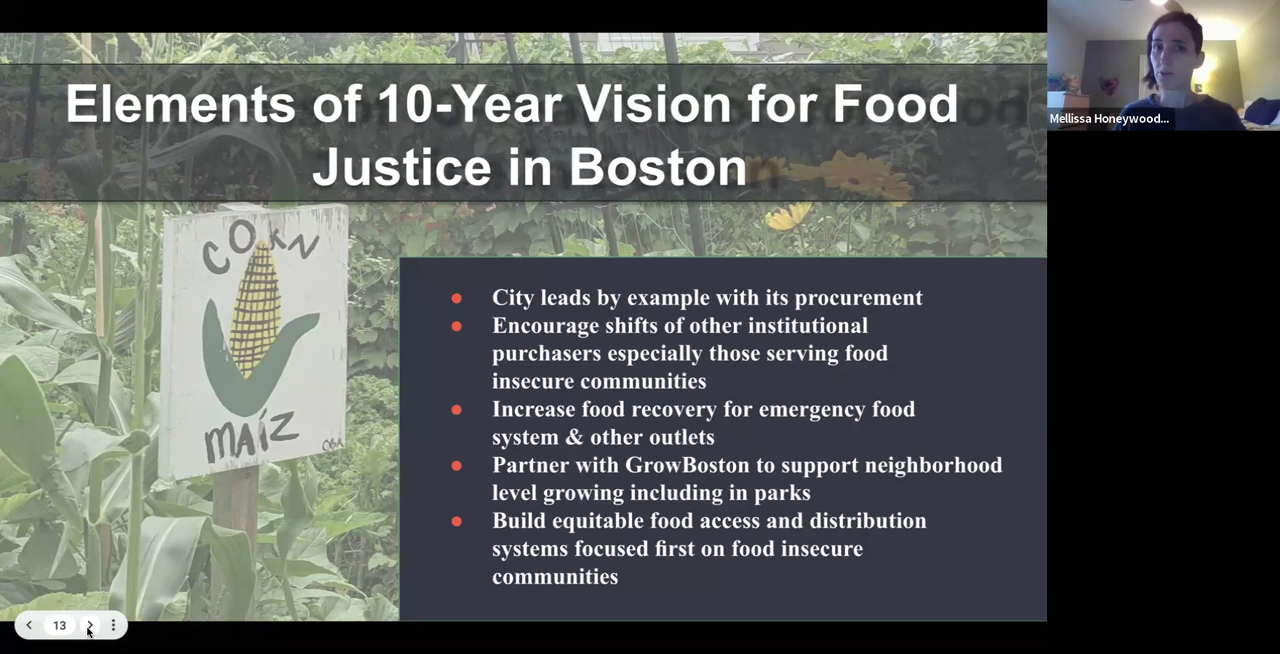 Elements of 10-Year Vision for Food
Justice in Boston
Mellissa Honeywood...
CORN
MAÍZ
City leads by example with its procurement
Encourage shifts of other institutional
purchasers especially those serving food
insecure communities
Increase food recovery for emergency food
system & other outlets
Partner with GrowBoston to support neighborhood
level growing including in parks
Build equitable food access and distribution
systems focused first on food insecure
communities
13